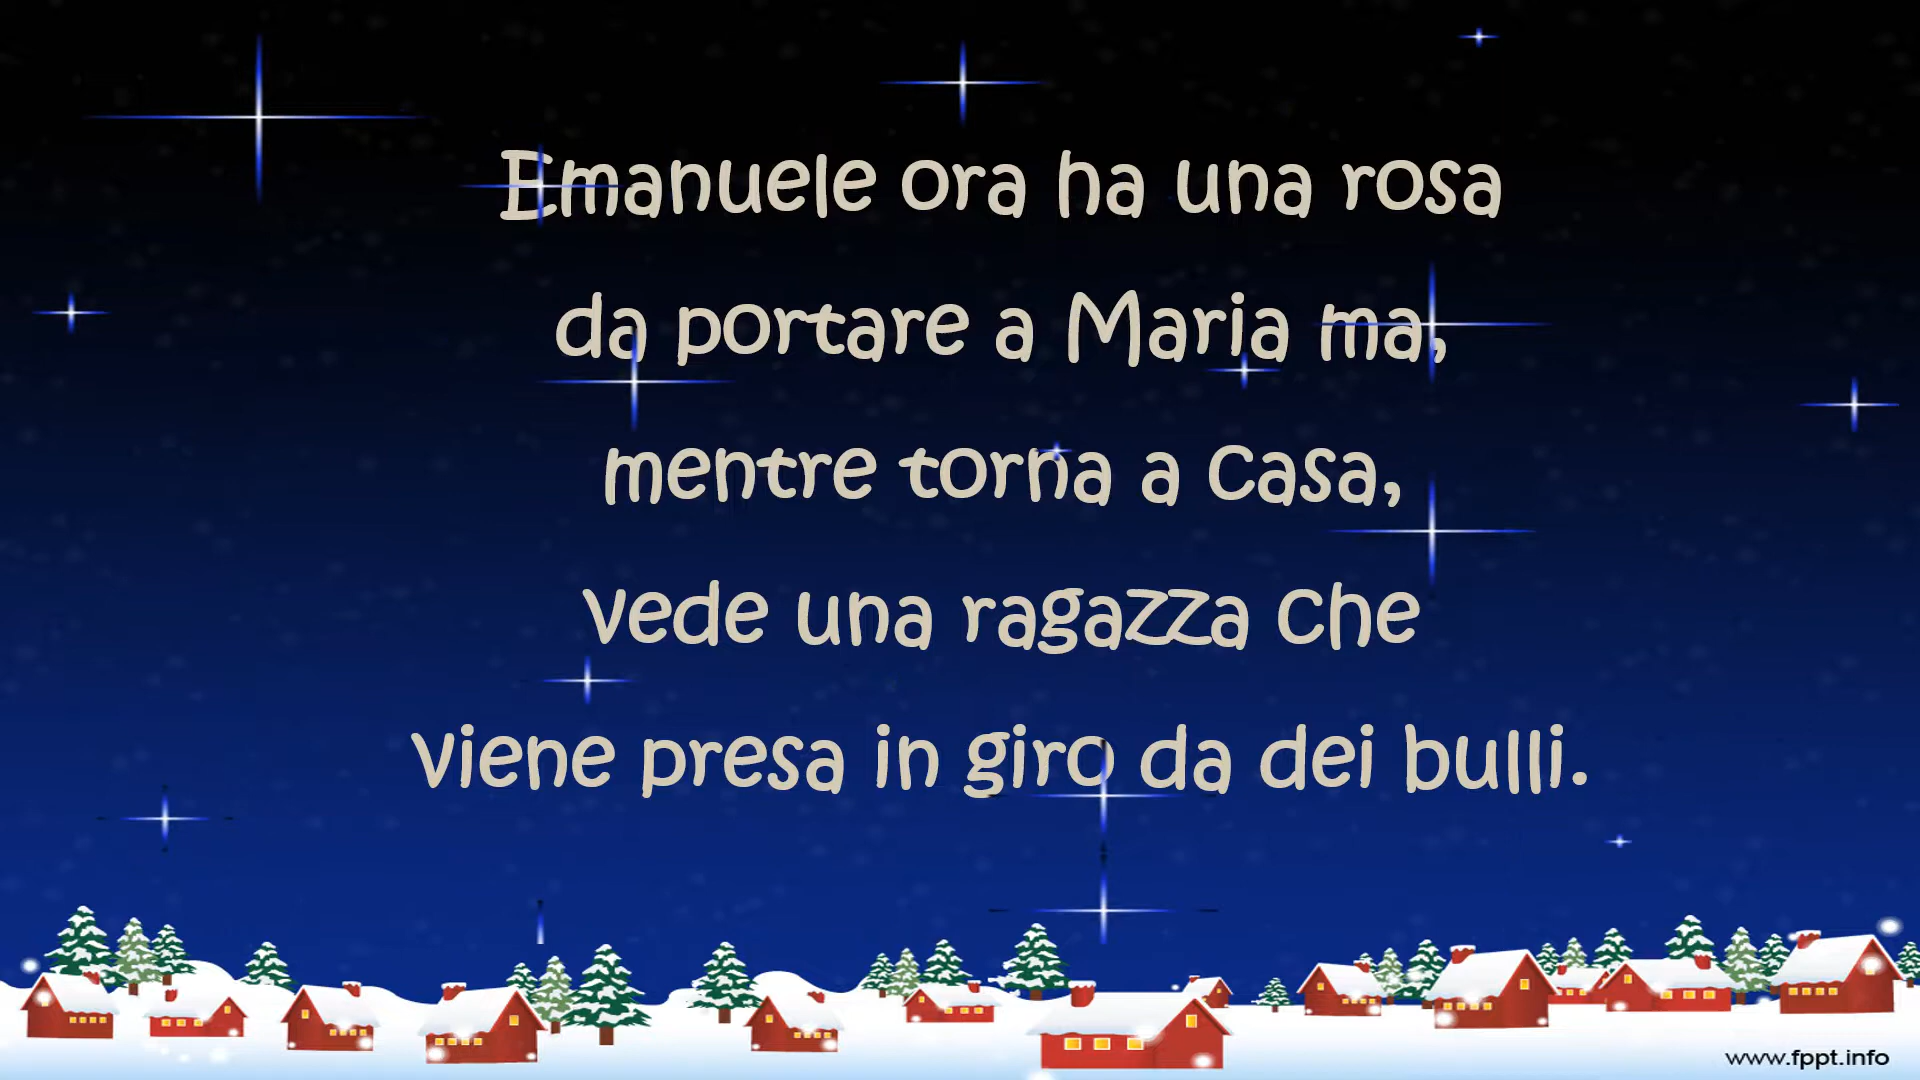 Emanuele ora ha una rosa
da portare a Maria ma,
mentre torna a casa,
vede una ragazza che
viene presa in giro da dei bulli.
www.fppt.info